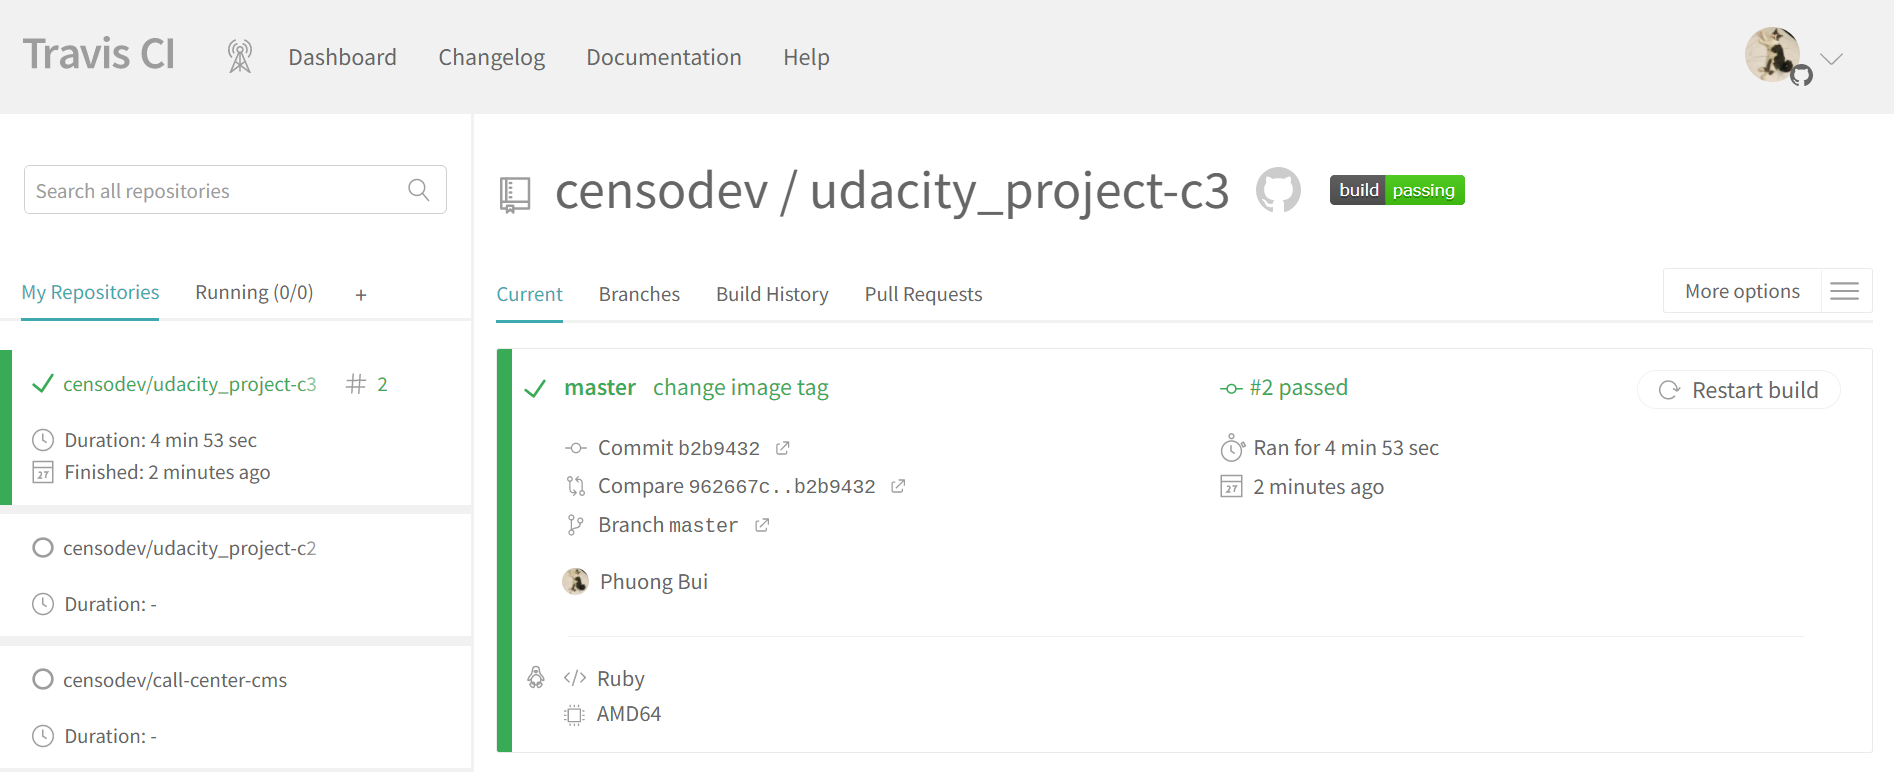 Travis CI
Dashboard Changelog Documentation Help
Search all repositories
My Repositories Running (0/0) +
censodev/udacity_project-c3 # 2
Duration: 4 min 53 sec
27 Finished: 2 minutes ago
censodev/udacity_project-c2
Duration: -
censodev/call-center-cms
Duration: -
censodev / udacity_project-c3 build passing
Current Branches Build History Pull Requests More options
master change image tag #2 passed Restart build
Commit b2b9432 Ran for 4 min 53 sec
Compare 962667c..b2b9432 27 2 minutes ago
Branch master
Phuong Bui
</> Ruby
AMD64